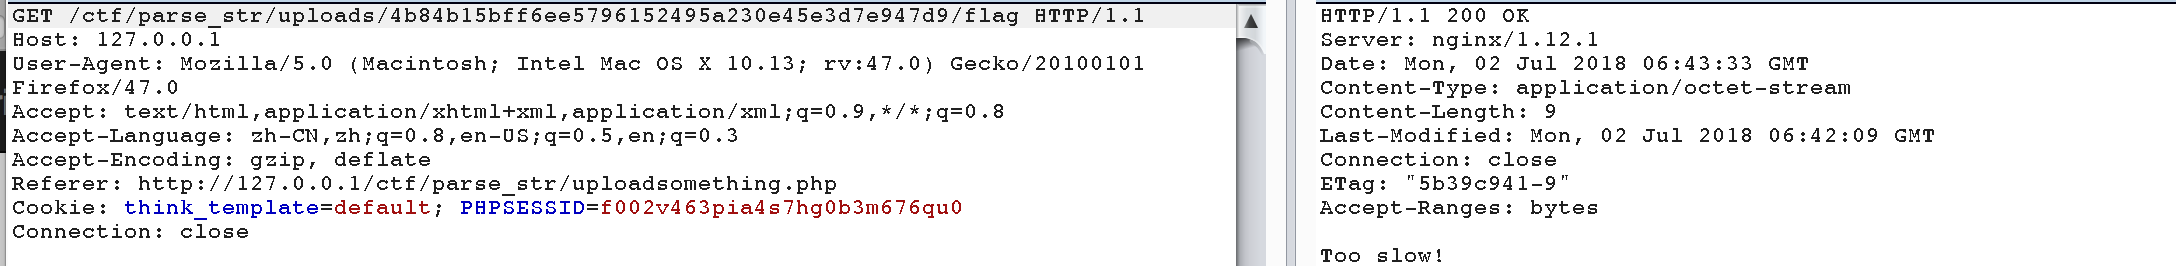 GET /ctf/parse_str/uploads/4b84b15bff6ee5796152495a230e45e3d7e947d9/flag HTTP/1.1
Host: 127.0.0.1
User-Agent: Mozilla/5.0 (Macintosh; Intel Mac OS X 10.13; rv:47.0) Gecko/20100101
Firefox/47.0
Accept: text/html,application/xhtml+xml,application/xml;q=0.9,*/*;q=0.8
Accept-Language: zh-CN,zh;q=0.8,en-US;q=0.5,en;q=0.3
Accept-Encoding: gzip, deflate
Referer: http://127.0.0.1/ctf/parse_str/uploadsomething.php
Cookie: think_template=default; PHPSESSID=f002v463pia4s7hg0b3m676qu0
Connection: close
HTTP/1.1 200 OK
Server: nginx/1.12.1
Date: Mon, 02 Jul 2018 06:43:33 GMT
Content-Type: application/octet-stream
Content-Length: 9
Last-Modified: Mon, 02 Jul 2018 06:42:09 GMT
Connection: close
ETag: "5b39c941-9"
Accept-Ranges: bytes
Too slow!